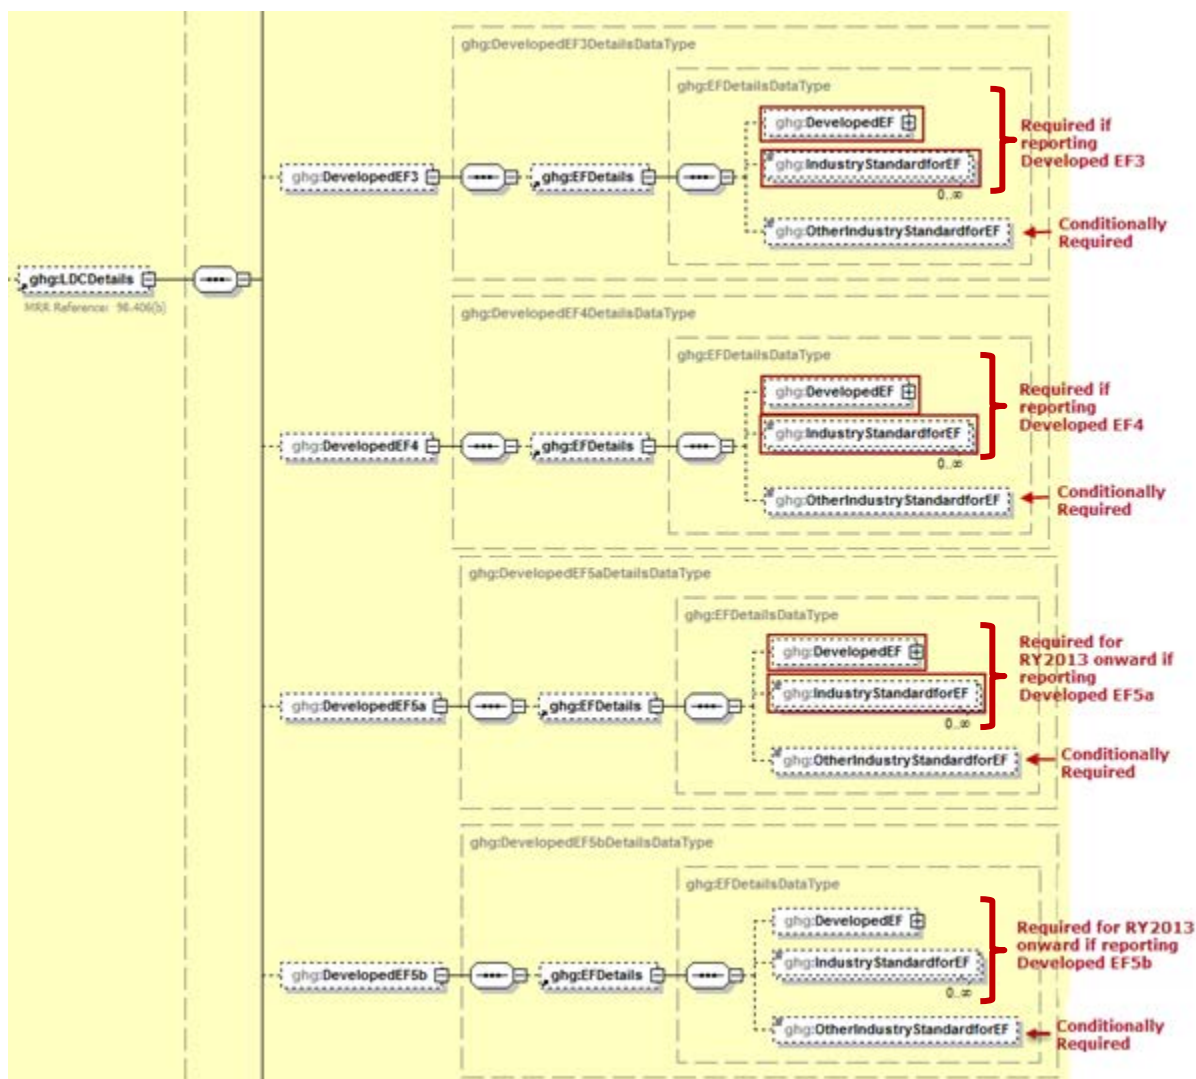 ghg:DevelopedEF3DetailsDataType
ghg:EFDetailsDataType
ghg:DevelopedEF
ghg:IndustryStandardforEF
0..∞
ghg:OtherIndustryStandardforEF
ghg:DevelopedEF3
ghg:EFDetails
Required if
reporting
Developed EF3
Conditionally
Required
ghg:LDCDetails
MRR Reference: 98.406(b)
ghg:DevelopedEF4DetailsDataType
ghg:EFDetailsDataType
ghg:DevelopedEF
ghg:IndustryStandardforEF
0..∞
ghg:OtherIndustryStandardforEF
ghg:DevelopedEF4
ghg:EFDetails
Required if
reporting
Developed EF4
Conditionally
Required
ghg:DevelopedEF5aDetailsDataType
ghg:EFDetailsDataType
ghg:DevelopedEF
ghg:IndustryStandardforEF
0..∞
ghg:OtherIndustryStandardforEF
ghg:DevelopedEF5a
ghg:EFDetails
Required for
RY2013 onward if
reporting
Developed EF5a
Conditionally
Required
ghg:DevelopedEF5bDetailsDataType
ghg:EFDetailsDataType
ghg:DevelopedEF
ghg:IndustryStandardforEF
0..∞
ghg:OtherIndustryStandardforEF
ghg:DevelopedEF5b
ghg:EFDetails
Required for RY2013
onward if reporting
Developed EF5b
Conditionally
Required